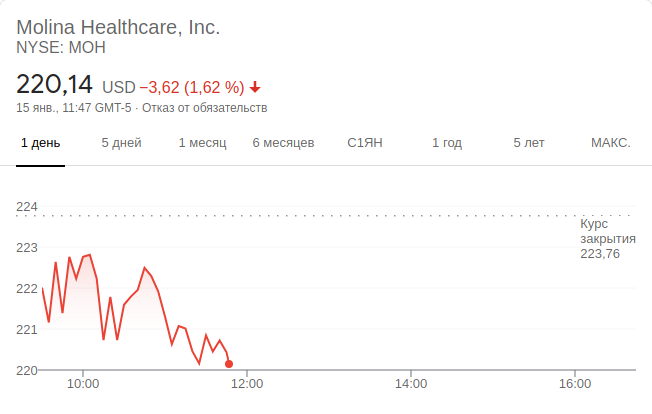 Molina Healthcare, Inc.
NYSE: MOH
220,14 USD −3,62 (1,62 %)
15 янв., 11:47 GMT-5 · Отказ от обязательств
1 день 5 дней 1 месяц 6 месяцев С1ЯН 1 год 5 лет МАКС.
224
Курс
закрытия
223,76
223
222
221
220
10:00 12:00 14:00 16:00